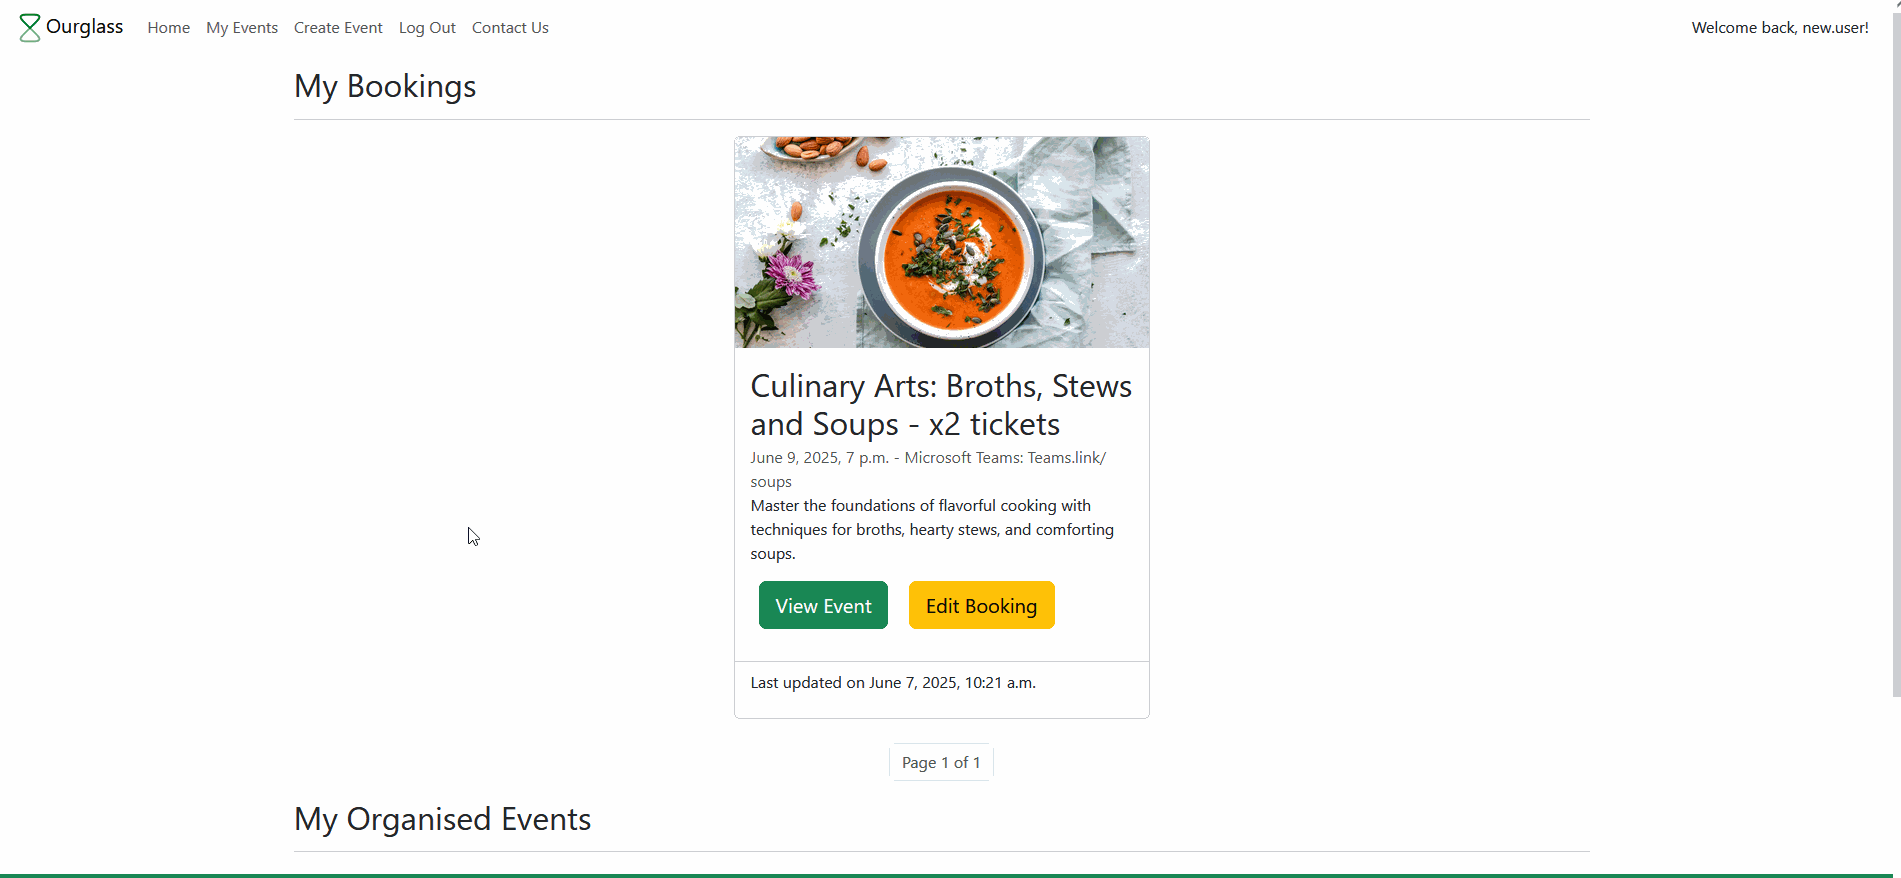 Ourglass
Home
My Events
Create Event
Log Out
Contact Us
Welcome back, new.user!
My Bookings
Culinary Arts: Broths, Stews
and Soups - x2 tickets
June 9, 2025, 7 p.m. - Microsoft Teams: Teams.link/
soups
Master the foundations of flavorful cooking with
techniques for broths, hearty stews, and comforting
soups.
View Event
Edit Booking
Last updated on June 7, 2025, 10:21 a.m.
Page 1 of 1
My Organised Events